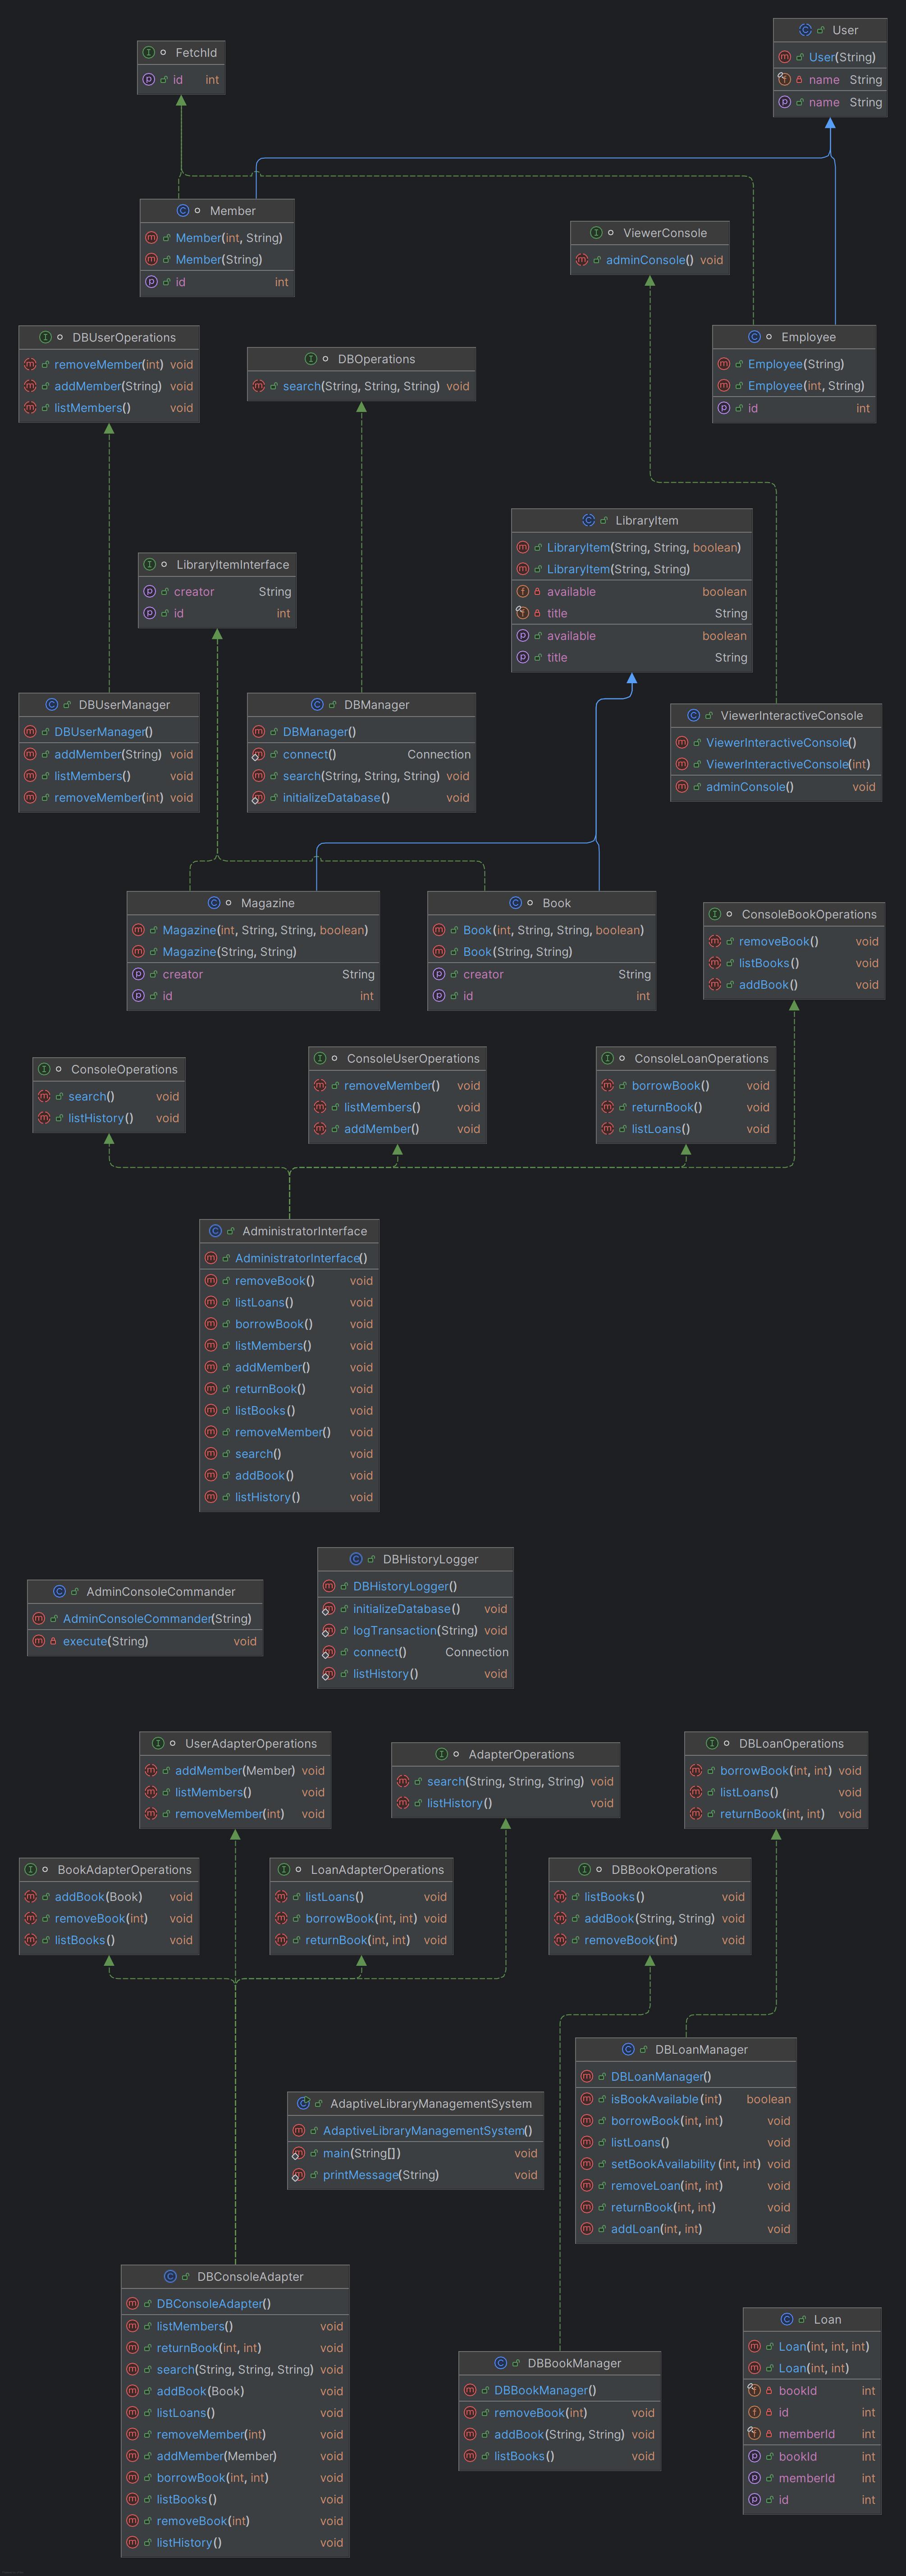 FetchId
id int
User
User(String)
name String
name String
Member
Member(int, String)
Member(String)
id int
ViewerConsole
adminConsole() void
DBUserOperations
removeMember(int) void
addMember(String) void
listMembers() void
DBOperations
search(String, String, String) void
Employee
Employee(String)
Employee(int, String)
id int
LibraryItemInterface
creator String
id int
LibraryItem
LibraryItem(String, String, boolean)
LibraryItem(String, String)
available boolean
title String
available boolean
title String
DBUserManager
DBUserManager()
addMember(String) void
listMembers() void
removeMember(int) void
DBManager
DBManager()
connect() Connection
search(String, String, String) void
initializeDatabase() void
ViewerInteractiveConsole
ViewerInteractiveConsole()
ViewerInteractiveConsole(int)
adminConsole() void
Magazine
Magazine(int, String, String, boolean)
Magazine(String, String)
creator String
id int
Book
Book(int, String, String, boolean)
Book(String, String)
creator String
id int
ConsoleBookOperations
removeBook() void
listBooks() void
addBook() void
ConsoleOperations
search() void
listHistory() void
ConsoleUserOperations
removeMember() void
listMembers() void
addMember() void
ConsoleLoanOperations
borrowBook() void
returnBook() void
listLoans() void
AdministratorInterface
AdministratorInterface()
removeBook() void
listLoans() void
borrowBook() void
listMembers() void
addMember() void
returnBook() void
listBooks() void
removeMember() void
search() void
addBook() void
listHistory() void
AdminConsoleCommander
AdminConsoleCommander(String)
execute(String) void
DBHistoryLogger
DBHistoryLogger()
initializeDatabase() void
logTransaction(String) void
connect() Connection
listHistory() void
UserAdapterOperations
addMember(Member) void
listMembers() void
removeMember(int) void
AdapterOperations
search(String, String, String) void
listHistory() void
DBLoanOperations
borrowBook(int, int) void
listLoans() void
returnBook(int, int) void
BookAdapterOperations
addBook(Book) void
removeBook(int) void
listBooks() void
LoanAdapterOperations
listLoans() void
borrowBook(int, int) void
returnBook(int, int) void
DBBookOperations
listBooks() void
addBook(String, String) void
removeBook(int) void
AdaptiveLibraryManagementSystem
AdaptiveLibraryManagementSystem()
main(String[]) void
printMessage(String) void
DBLoanManager
DBLoanManager()
isBookAvailable(int) boolean
borrowBook(int, int) void
listLoans() void
setBookAvailability(int, int) void
removeLoan(int, int) void
returnBook(int, int) void
addLoan(int, int) void
DBConsoleAdapter
DBConsoleAdapter()
listMembers() void
returnBook(int, int) void
search(String, String, String) void
addBook(Book) void
listLoans() void
removeMember(int) void
addMember(Member) void
borrowBook(int, int) void
listBooks() void
removeBook(int) void
listHistory() void
DBBookManager
DBBookManager()
removeBook(int) void
addBook(String, String) void
listBooks() void
Loan
Loan(int, int, int)
Loan(int, int)
bookId int
id int
memberId int
bookId int
memberId int
id int